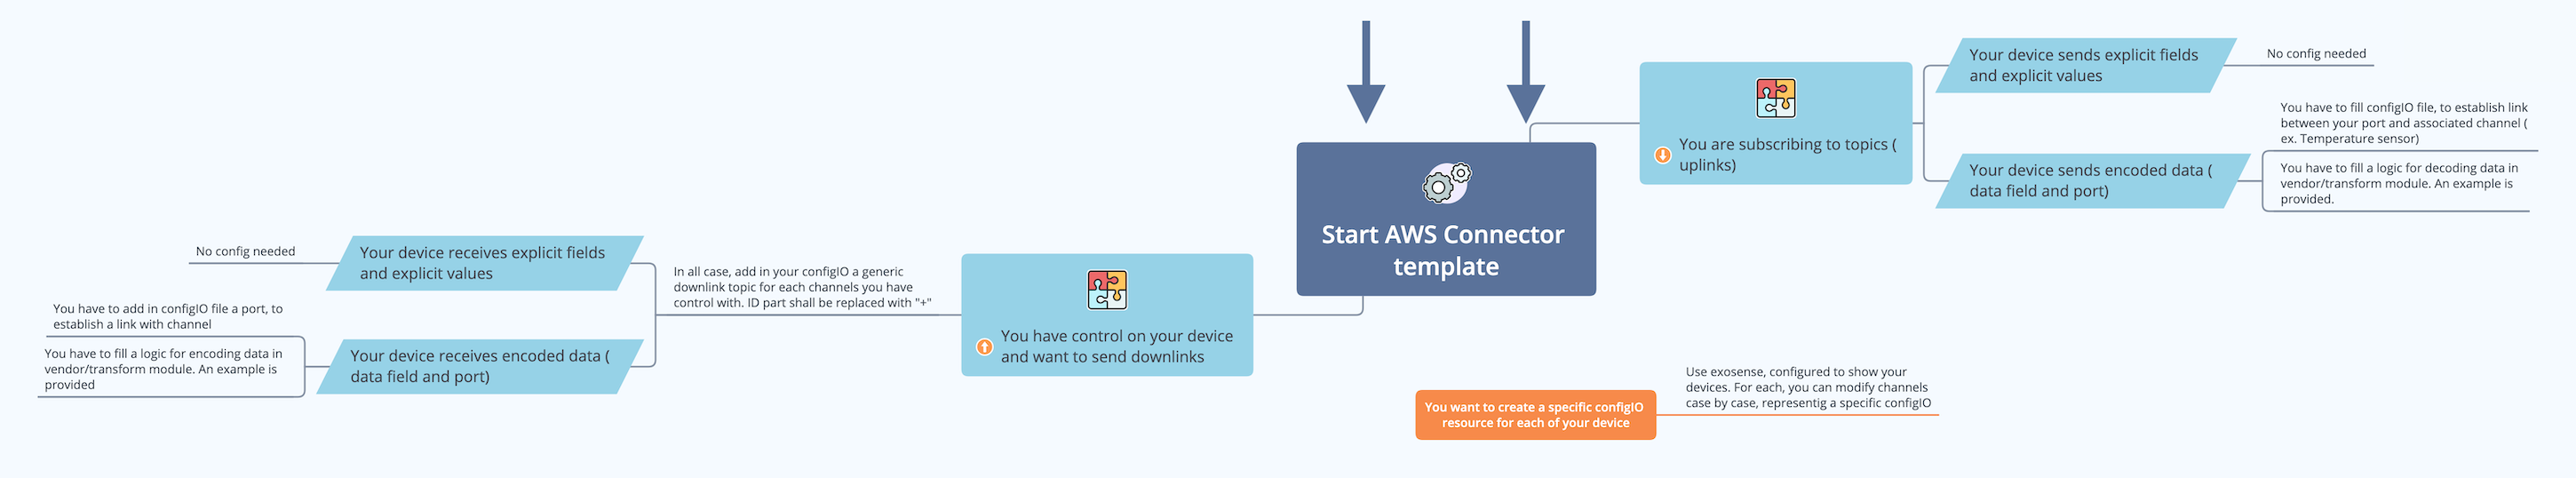 Your device sends explicit fields
and explicit values
No config needed
You have to fill configIO file, to establish link
between your port and associated channel (
ex. Temperature sensor)
You are subscribing to topics (
uplinks)
Your device sends encoded data (
data field and port)
You have to fill a logic for decoding data in
vendor/transform module. An example is
provided.
Start AWS Connector
template
No config needed
Your device receives explicit fields
and explicit values
In all case, add in your configIO a generic
downlink topic for each channels you have
control with. ID part shall be replaced with "+"
You have control on your device
and want to send downlinks
You have to add in configIO file a port, to
establish a link with channel
You have to fill a logic for encoding data in
vendor/transform module. An example is
provided
Your device receives encoded data (
data field and port)
You want to create a specific configIO
resource for each of your device
Use exosense, configured to show your
devices. For each, you can modify channels
case by case, representig a specific configIO